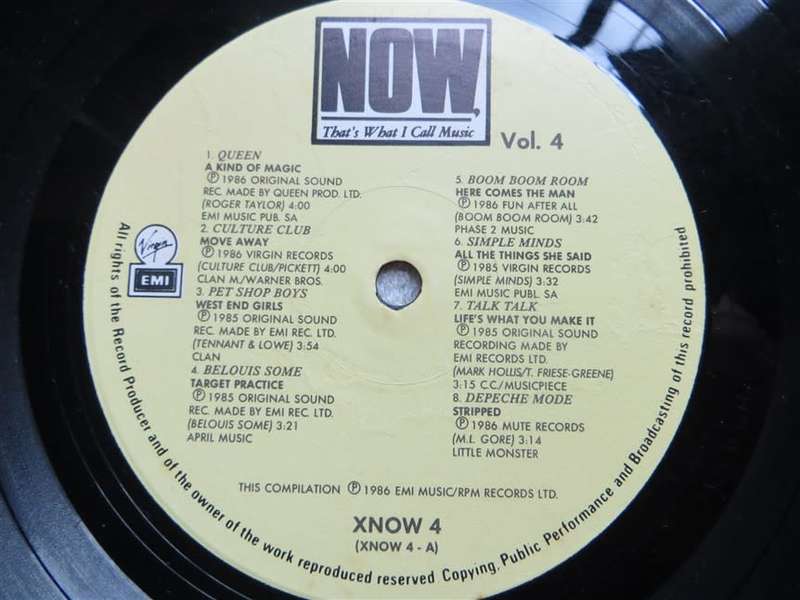 NOW,
That's What I Call Music
Vol. 4
1. QUEEN
A KIND OF MAGIC
Ⓟ 1986 ORIGINAL SOUND
REC. MADE BY QUEEN PROD. LTD.
(ROGER TAYLOR) 4:00
EMI MUSIC PUB. SA
2. CULTURE CLUB
MOVE AWAY
Ⓟ 1986 VIRGIN RECORDS
(CULTURE CLUB/PICKETT) 4:00
CLAN M./WARNER BROS.
3. PET SHOP BOYS
WEST END GIRLS
Ⓟ 1985 ORIGINAL SOUND
REC. MADE BY EMI REC. LTD.
(TENNANT & LOWE) 3:54
CLAN
4. BELOUIS SOME
TARGET PRACTICE
Ⓟ 1985 ORIGINAL SOUND
REC. MADE BY EMI REC. LTD.
(BELOUIS SOME) 3:21
APRIL MUSIC
5. BOOM BOOM ROOM
HERE COMES THE MAN
Ⓟ 1986 FUN AFTER ALL
(BOOM BOOM ROOM) 3:42
PHASE 2 MUSIC
6. SIMPLE MINDS
ALL THE THINGS SHE SAID
Ⓟ 1985 VIRGIN RECORDS
(SIMPLE MINDS) 3:32
EMI MUSIC PUBL. SA
7. TALK TALK
LIFE'S WHAT YOU MAKE IT
Ⓟ 1985 ORIGINAL SOUND
RECORDING MADE BY
EMI RECORDS LTD.
(MARK HOLLIS/T. FRIESE-GREENE)
3:15 C.C./MUSICPIECE
8. DEPECHE MODE
STRIPPED
Ⓟ 1986 MUTE RECORDS
(M.L. GORE) 3:14
LITTLE MONSTER
Virgin
EMI
THIS COMPILATION Ⓟ 1986 EMI MUSIC/RPM RECORDS LTD.
XNOW 4
(XNOW 4 - A)
All rights of the Record Producer and of the owner of the work reproduced reserved Copying, Public Performance and Broadcasting of this record prohibited